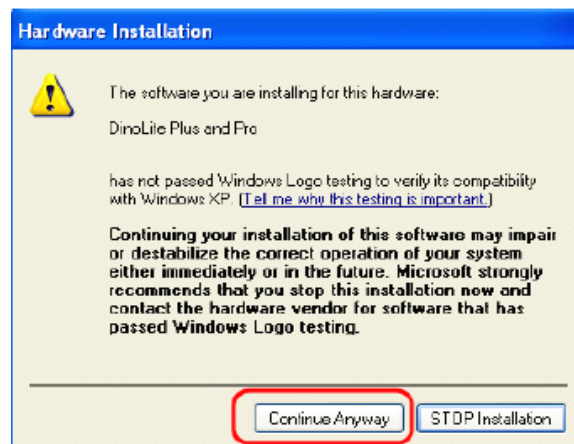 Hardware Installation
The software you are installing for this hardware:
DinoLite Plus and Pro
has not passed Windows Logo testing to verify its compatibility
with Windows XP. (Tell me why this testing is important.)
Continuing your installation of this software may impair
or destabilize the correct operation of your system
either immediately or in the future. Microsoft strongly
recommends that you stop this installation now and
contact the hardware vendor for software that has
passed Windows Logo testing.
Continue Anyway
STOP Installation